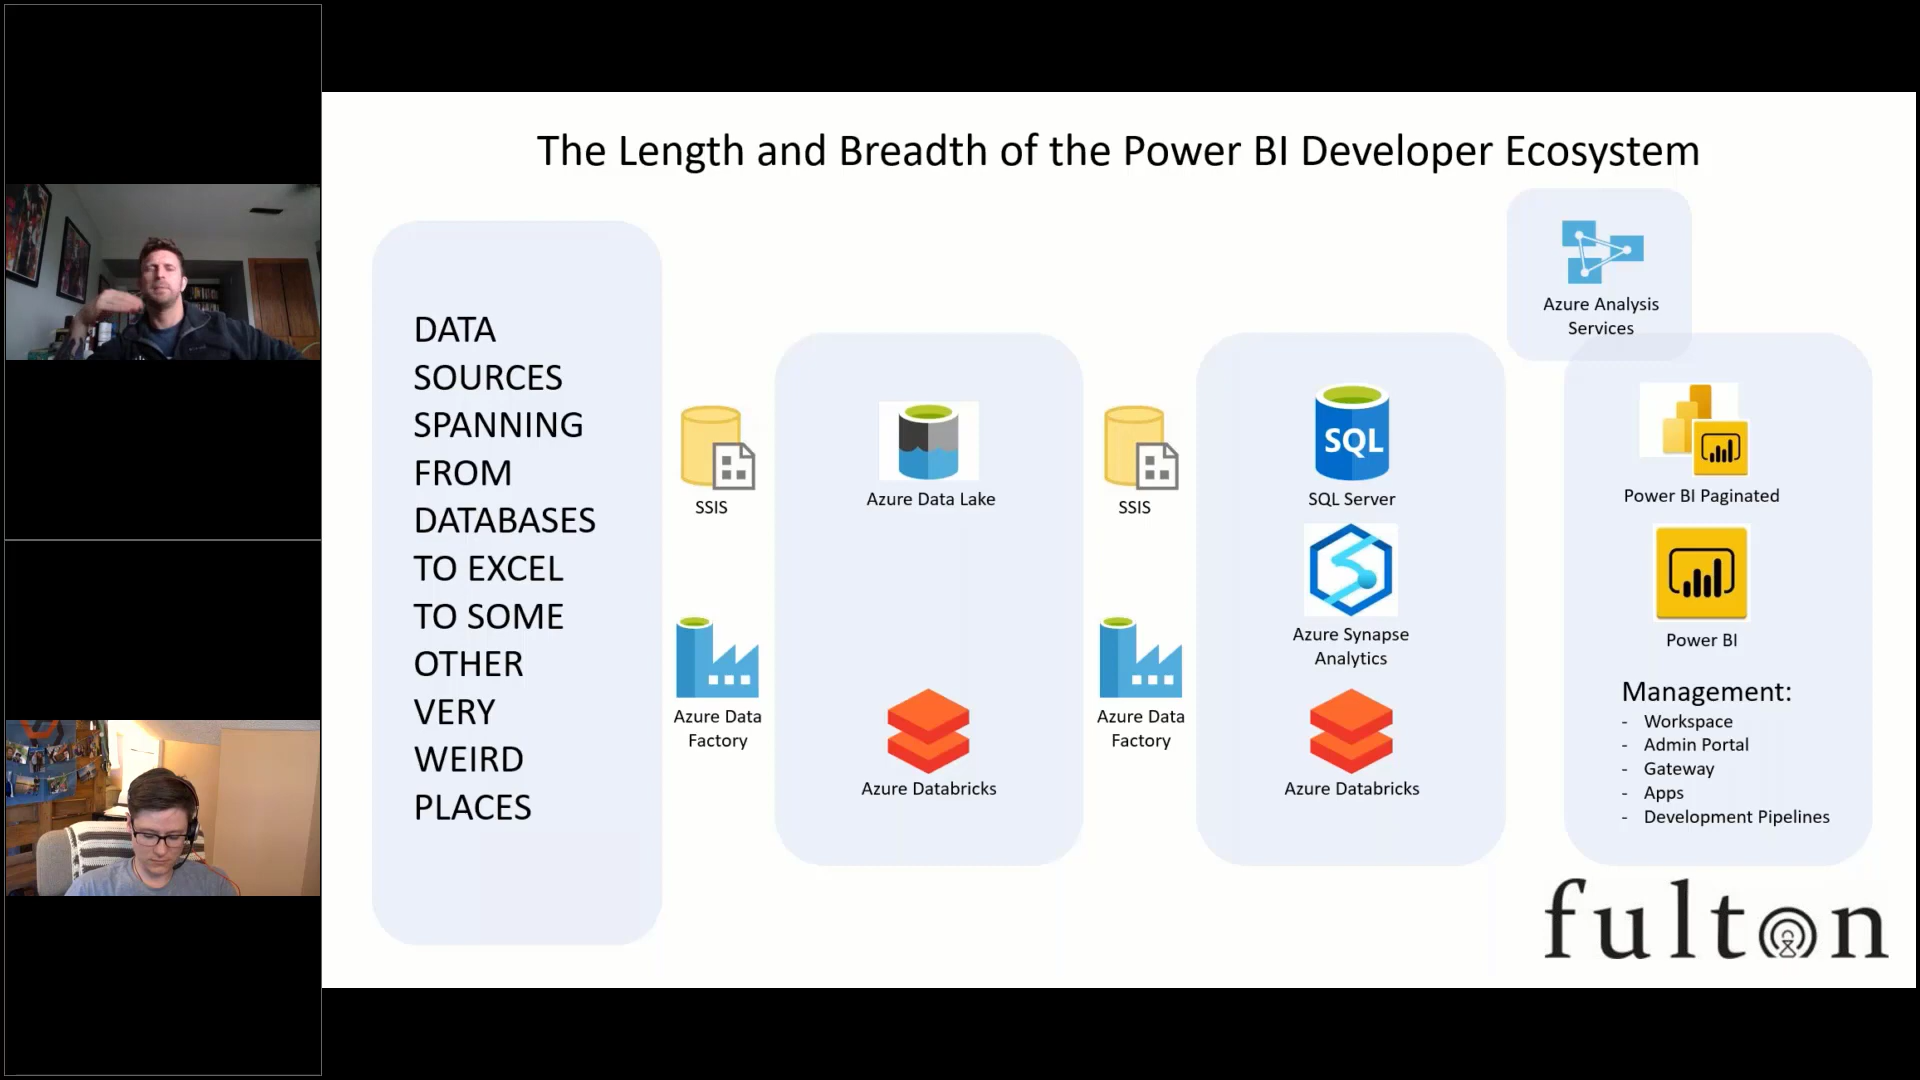 The Length and Breadth of the Power BI Developer Ecosystem
DATA
SOURCES
SPANNING
FROM
DATABASES
TO EXCEL
TO SOME
OTHER
VERY
WEIRD
PLACES
SSIS
Azure Data
Factory
Azure Data Lake
Azure Databricks
SSIS
Azure Data
Factory
SQL
SQL Server
Azure Synapse
Analytics
Azure Databricks
Azure Analysis
Services
Power BI Paginated
Power BI
Management:
- Workspace
- Admin Portal
- Gateway
- Apps
- Development Pipelines
fulton